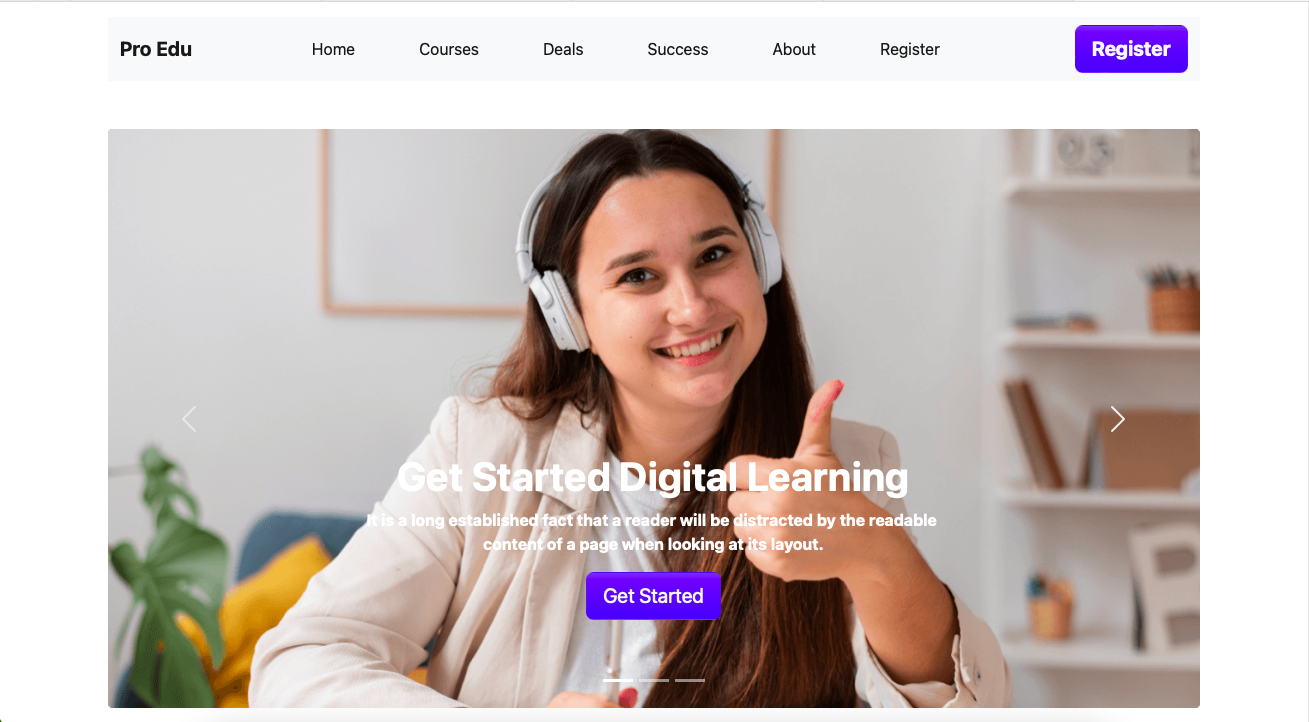 Pro Edu
Home
Courses
Deals
Success
About
Register
Register
03
Get Started Digital Learning
It is a long established fact that a reader will be distracted by the readable
content of a page when looking at its layout.
Get Started